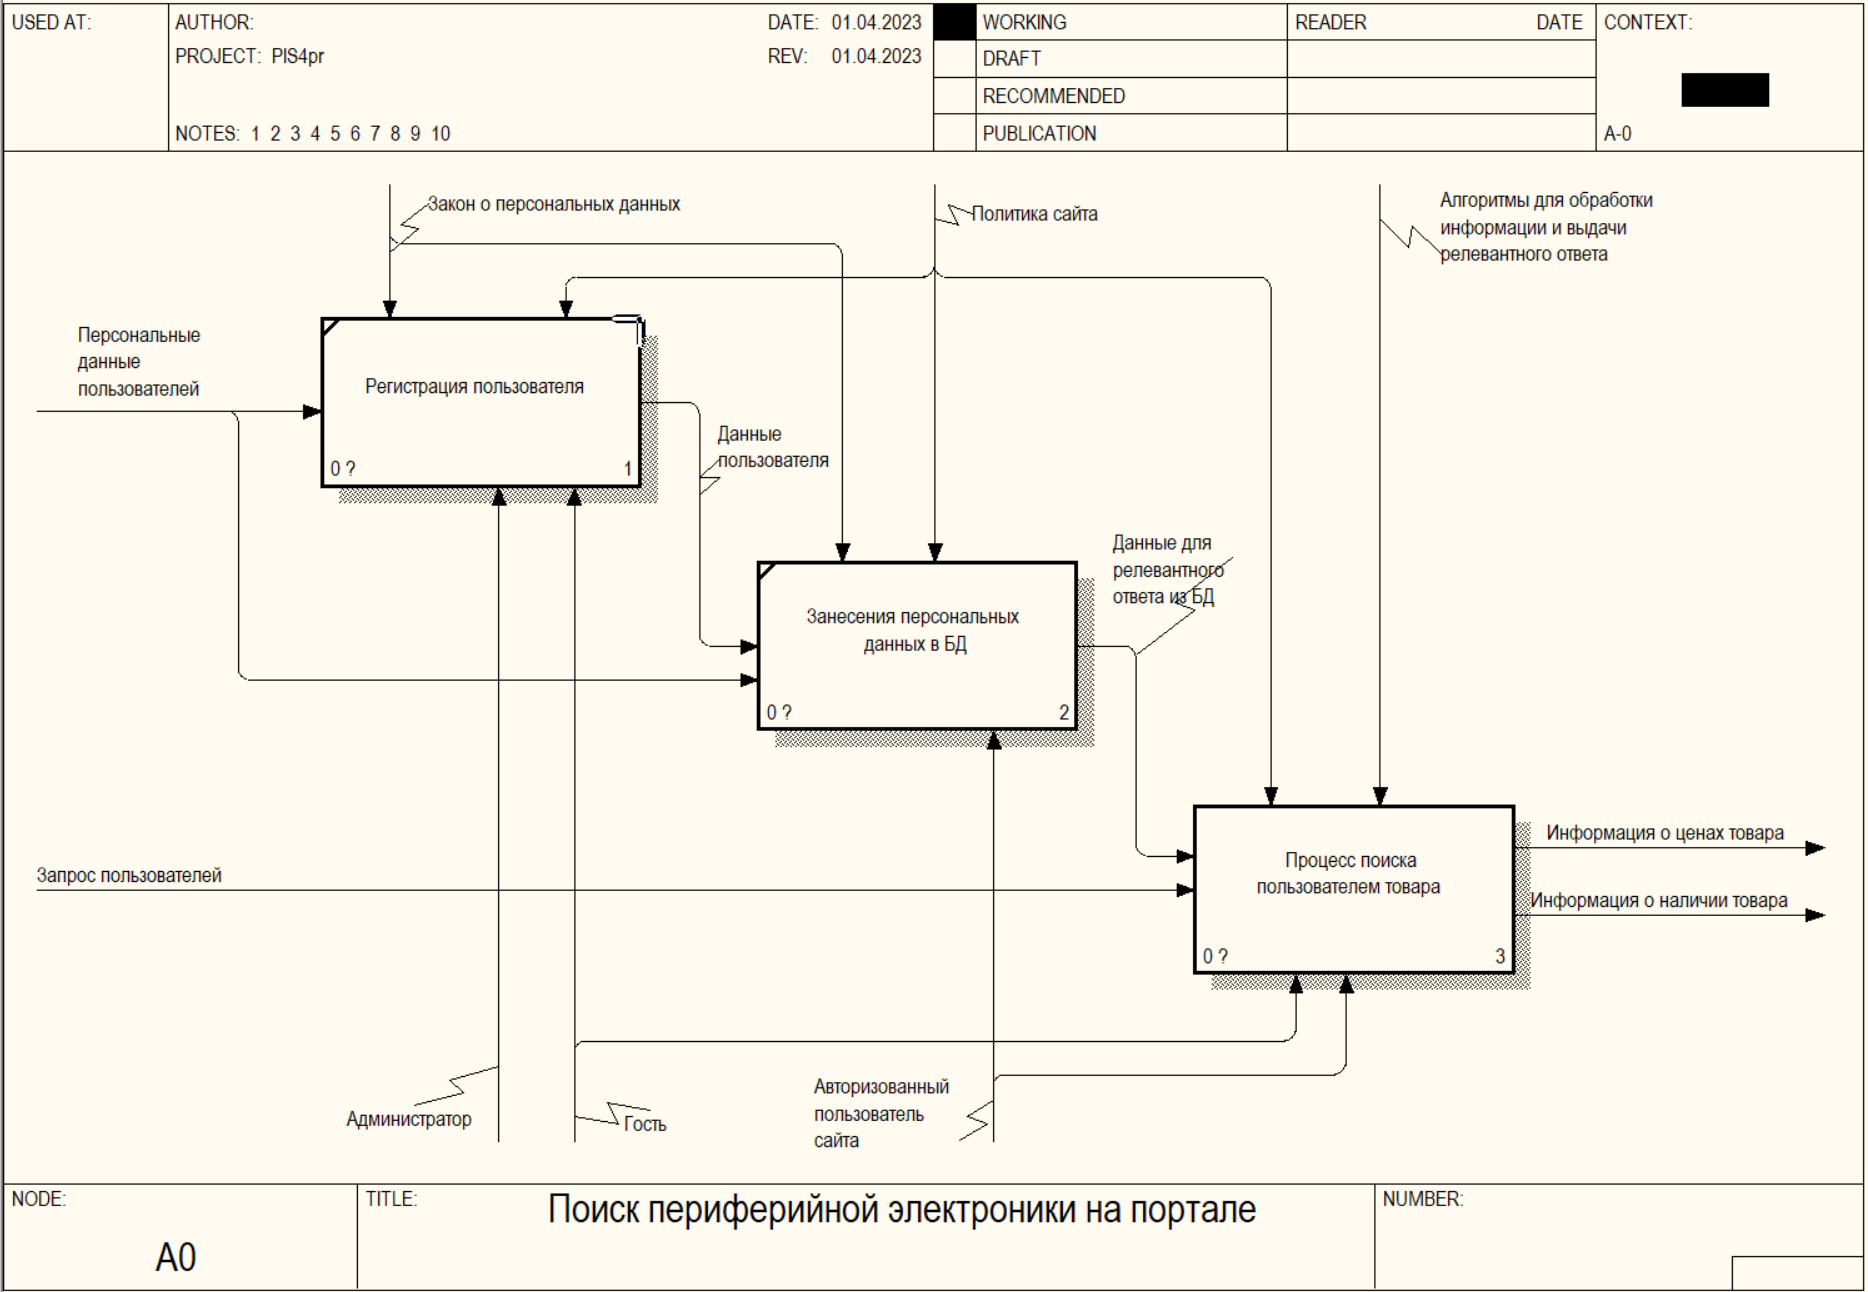 USED AT:
AUTHOR:
DATE: 01.04.2023
PROJECT: PIS4pr
REV: 01.04.2023
NOTES: 1 2 3 4 5 6 7 8 9 10
WORKING
DRAFT
RECOMMENDED
PUBLICATION
READER
DATE
CONTEXT:
A-0
Закон о персональных данных
Политика сайта
Алгоритмы для обработки
информации и выдачи
релевантного ответа
Персональные
данные
пользователей
Регистрация пользователя
0 ?
1
Данные
пользователя
Данные для
релевантного
ответа из БД
Занесения персональных
данных в БД
0 ?
2
Запрос пользователей
Процесс поиска
пользователем товара
0 ?
3
Информация о ценах товара
Информация о наличии товара
Администратор
Гость
Авторизованный
пользователь
сайта
NODE:
A0
TITLE:
Поиск периферийной электроники на портале
NUMBER: